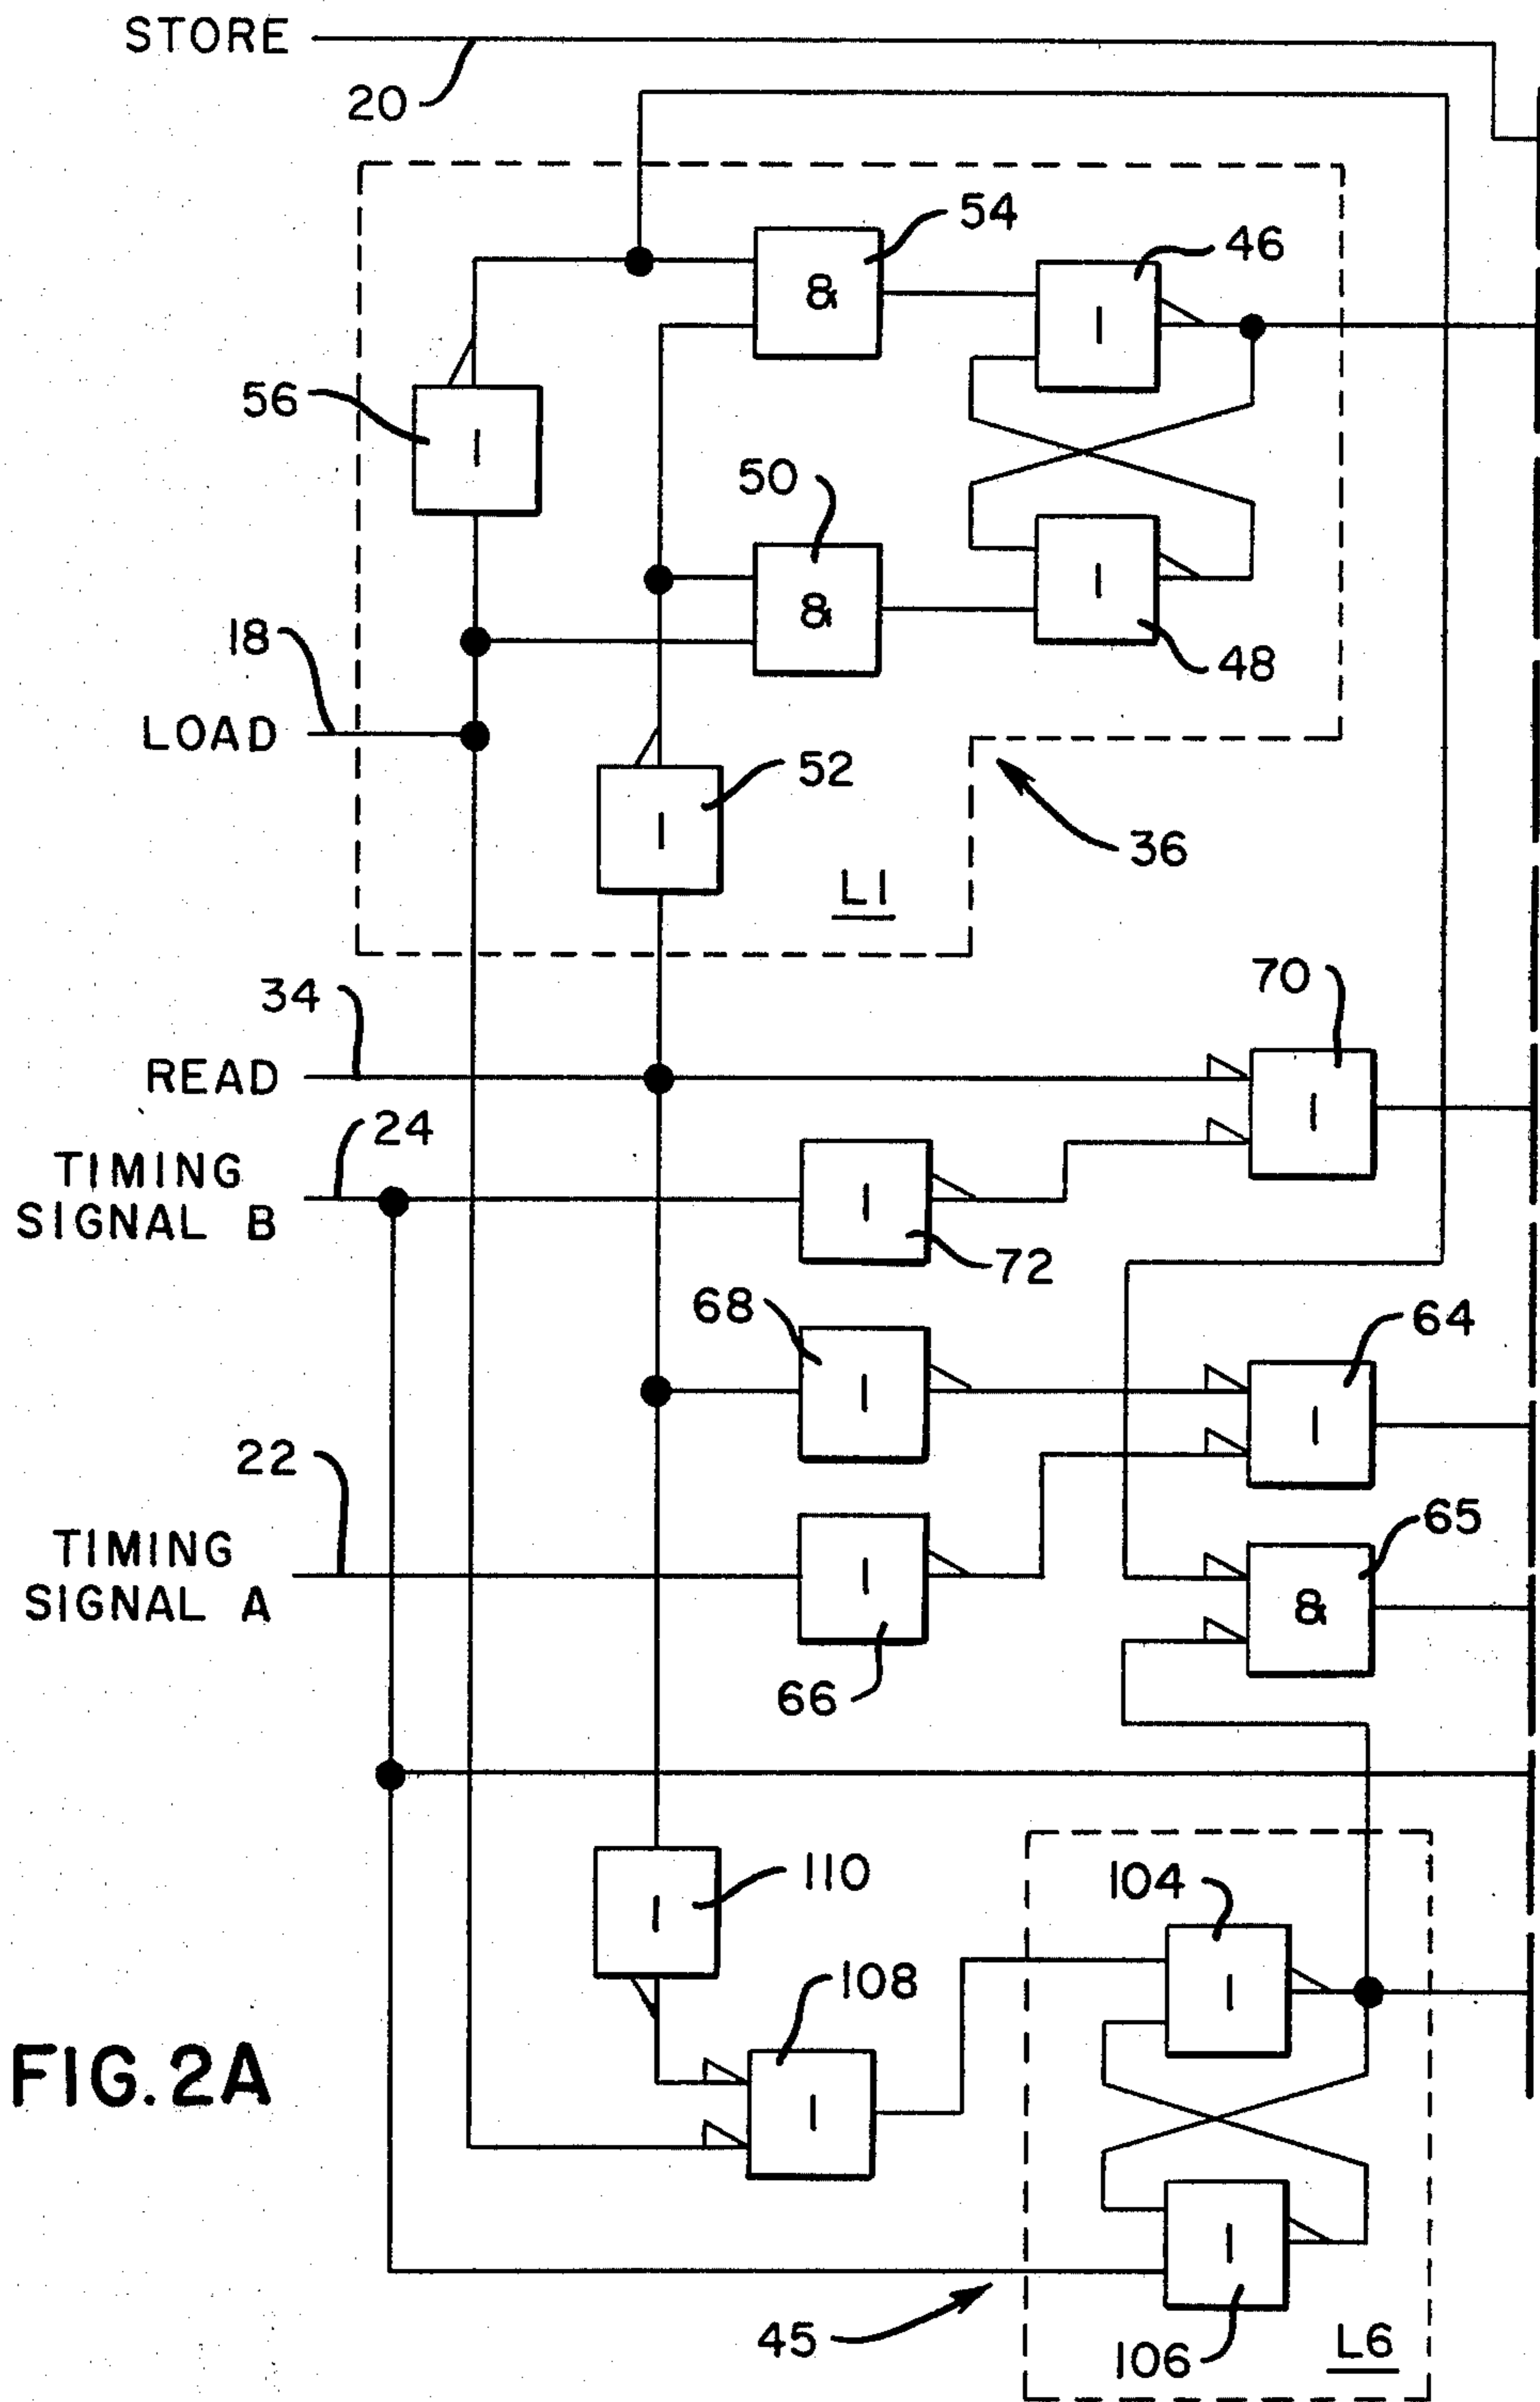 STORE
20
54
46
&
I
56
I
50
18
&
I
48
LOAD
52
I
36
L1
34
70
READ
I
24
TIMING
SIGNAL B
I
72
68
64
I
I
22
65
TIMING
SIGNAL A
I
&
66
110
I
104
108
I
FIG. 2A
I
I
45
106
L6